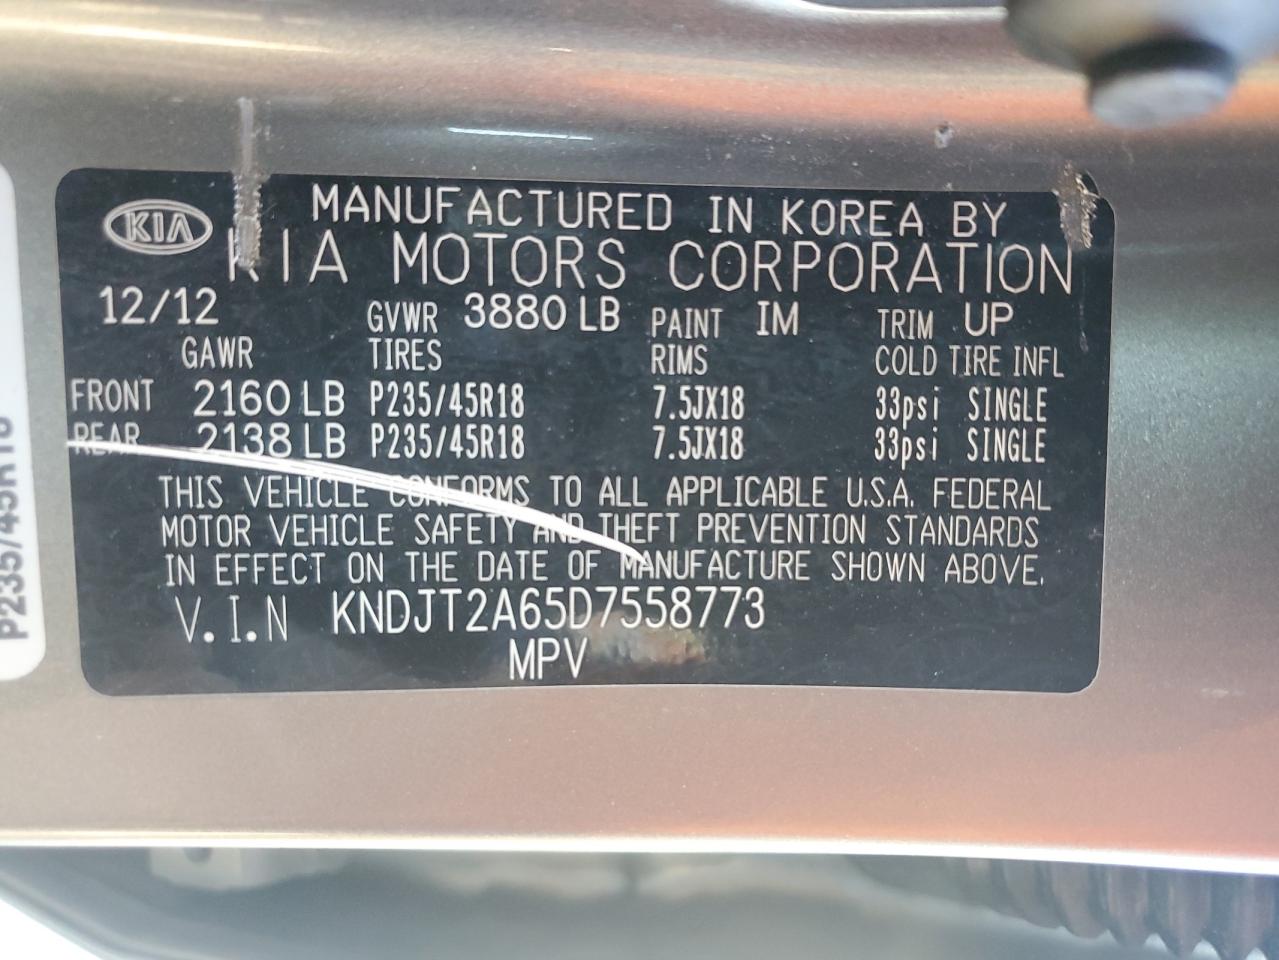 KIA MANUFACTURED IN KOREA BY
KIA MOTORS CORPORATION
12/12 GVWR 3880 LB PAINT IM TRIM UP
GAWR TIRES RIMS COLD TIRE INFL
FRONT 2160 LB P235/45R18 7.5JX18 33psi SINGLE
REAR 2138 LB P235/45R18 7.5JX18 33psi SINGLE
THIS VEHICLE CONFORMS TO ALL APPLICABLE U.S.A. FEDERAL
MOTOR VEHICLE SAFETY AND THEFT PREVENTION STANDARDS
IN EFFECT ON THE DATE OF MANUFACTURE SHOWN ABOVE.
V.I.N KNDJT2A65D7558773
MPV
P235/45R18